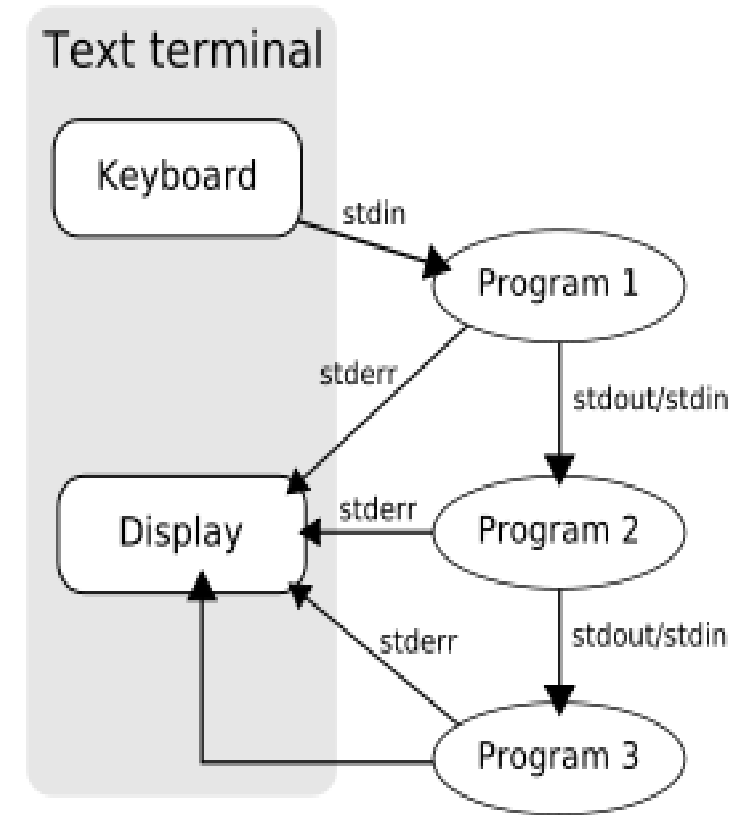 Text terminal
Keyboard
stdin
Program 1
stderr
stdout/stdin
Display
stderr
Program 2
stderr
stdout/stdin
Program 3